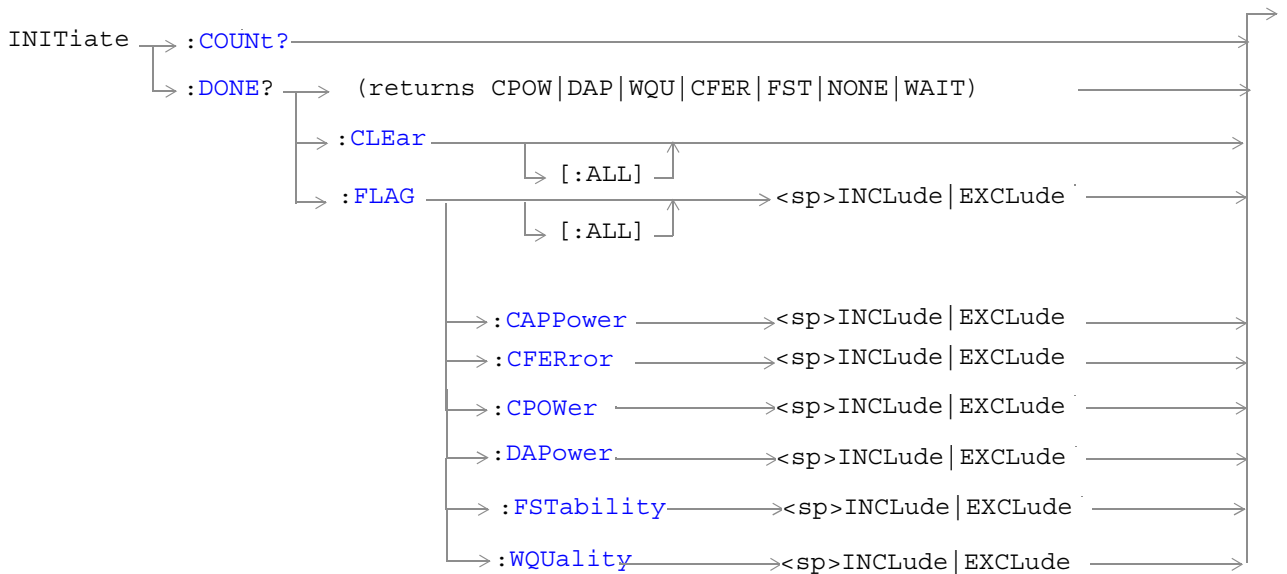 INITiate :COUNt?
:DONE? (returns CPOW|DAP|WQU|CFER|FST|NONE|WAIT)
:CLEar
[:ALL]
:FLAG <sp>INCLude|EXCLude
[:ALL]
:CAPPower <sp>INCLude|EXCLude
:CFERror <sp>INCLude|EXCLude
:CPOWer <sp>INCLude|EXCLude
:DAPower <sp>INCLude|EXCLude
:FSTability <sp>INCLude|EXCLude
:WQUality <sp>INCLude|EXCLude